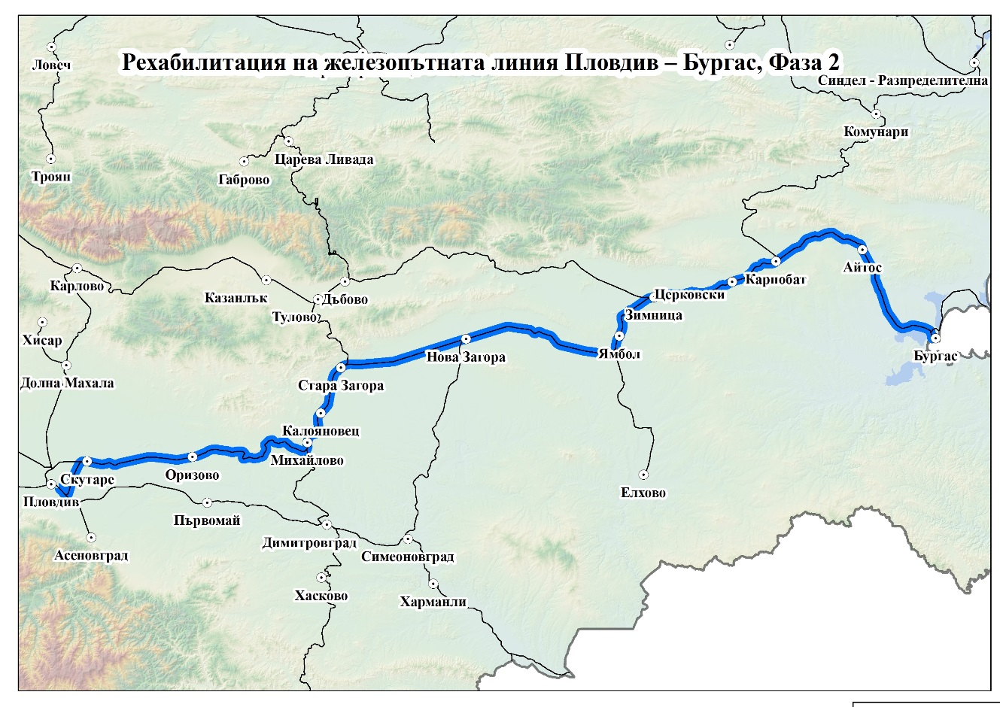 Ловеч
Рехабилитация на железопътната линия Пловдив – Бургас, Фаза 2
Синдел - Разпределителна
Комунари
Царева Ливада
Троян
Габрово
Айтос
Карнобат
Карлово
Казанлък
Дъбово
Церковски
Тулово
Зимница
Хисар
Нова Загора
Ямбол
Бургас
Долна Махала
Стара Загора
Калояновец
Михайлово
Оризово
Скутаре
Елхово
Пловдив
Първомай
Димитровград
Асеновград
Симеоновград
Хасково
Харманли